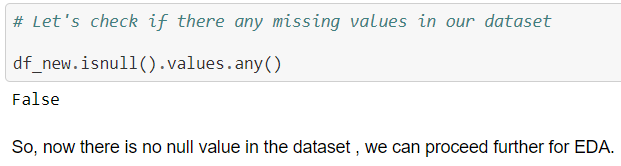 # Let's check if there any missing values in our dataset
df_new.isnull().values.any()
False
So, now there is no null value in the dataset , we can proceed further for EDA.